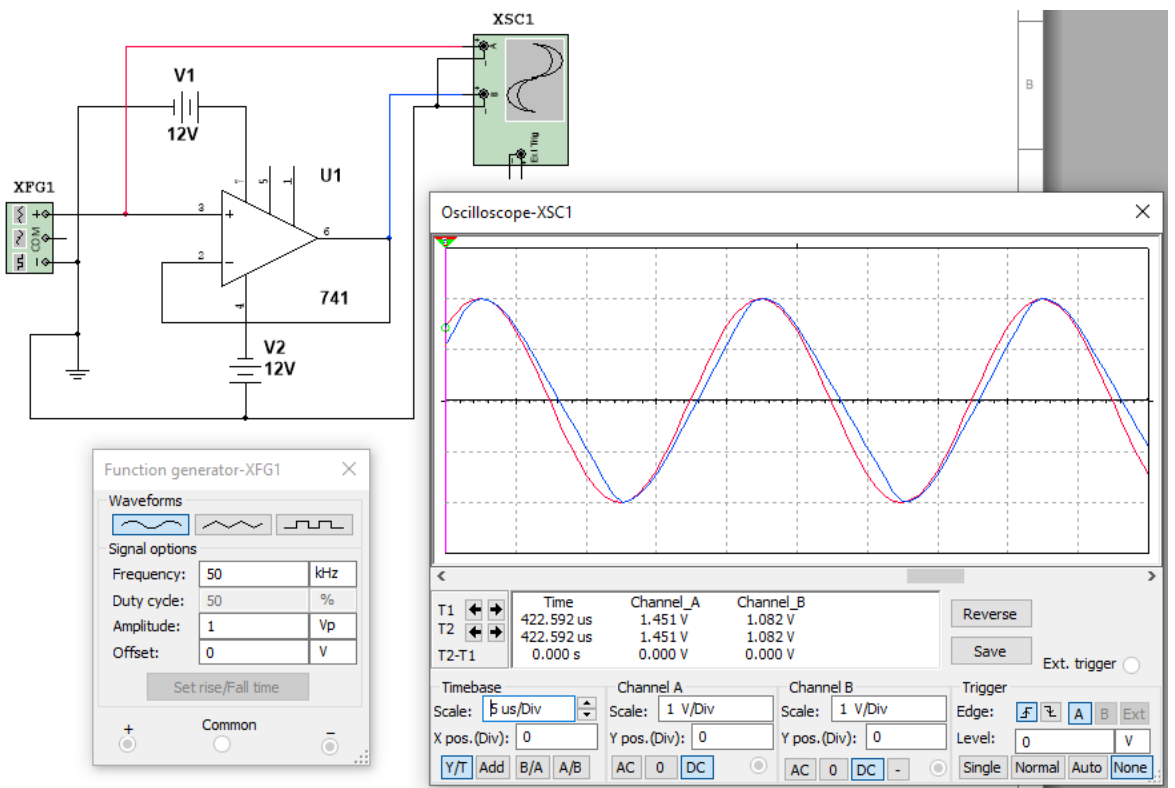 XSC1
A
B
Ext Trig
B
V1
12V
7
5
1
U1
XFG1
COM
3
+
6
2
−
4
741
V2
12V
Oscilloscope-XSC1
Time Channel_A Channel_B
T1 422.592 us 1.451 V 1.082 V
T2 422.592 us 1.451 V 1.082 V
T2-T1 0.000 s 0.000 V 0.000 V
Reverse
Save
Ext. trigger
Timebase
Scale: 5 us/Div
X pos.(Div): 0
Y/T Add B/A A/B
Channel A
Scale: 1 V/Div
Y pos.(Div): 0
AC 0 DC
Channel B
Scale: 1 V/Div
Y pos.(Div): 0
AC 0 DC -
Trigger
Edge: A B Ext
Level: 0 V
Single Normal Auto None
Function generator-XFG1
Waveforms
Signal options
Frequency: 50 kHz
Duty cycle: 50 %
Amplitude: 1 Vp
Offset: 0 V
Set rise/Fall time
+ Common −